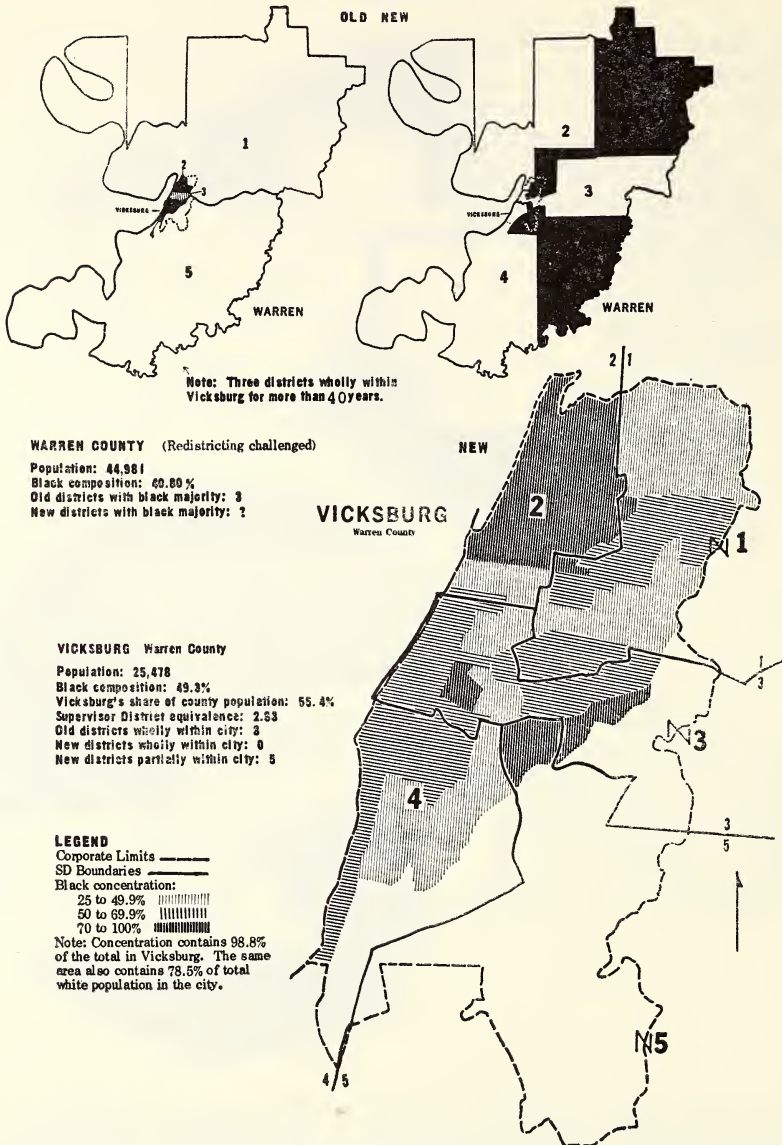 OLD NEW
1
2
3
VICKSBURG
4
5
WARREN
2
3
VICKSBURG
4
WARREN
Note: Three districts wholly within
Vicksburg for more than 40 years.
WARREN COUNTY (Redistricting challenged)
Population: 44,981
Black composition: 40.80%
Old districts with black majority: 3
New districts with black majority: ?
NEW
2 1
VICKSBURG
Warren County
2
1
1
3
3
4
3
5
5
4 5
VICKSBURG Warren County
Population: 25,478
Black composition: 49.3%
Vicksburg's share of county population: 55.4%
Supervisor District equivalence: 2.83
Old districts wholly within city: 3
New districts wholly within city: 0
New districts partially within city: 5
LEGEND
Corporate Limits
SD Boundaries
Black concentration:
25 to 49.9%
50 to 69.9%
70 to 100%
Note: Concentration contains 98.8%
of the total in Vicksburg. The same
area also contains 78.5% of total
white population in the city.